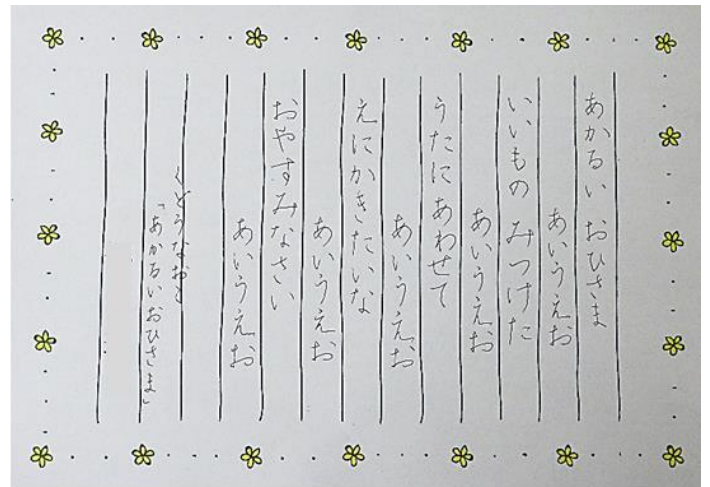 あかるい おひさま
あいうえお
いいもの みつけた
あいうえお
うたにあわせて
あいうえお
えにかきたいな
あいうえお
おやすみなさい
あいうえお
くどうなおこ
「あかるいおひさま」